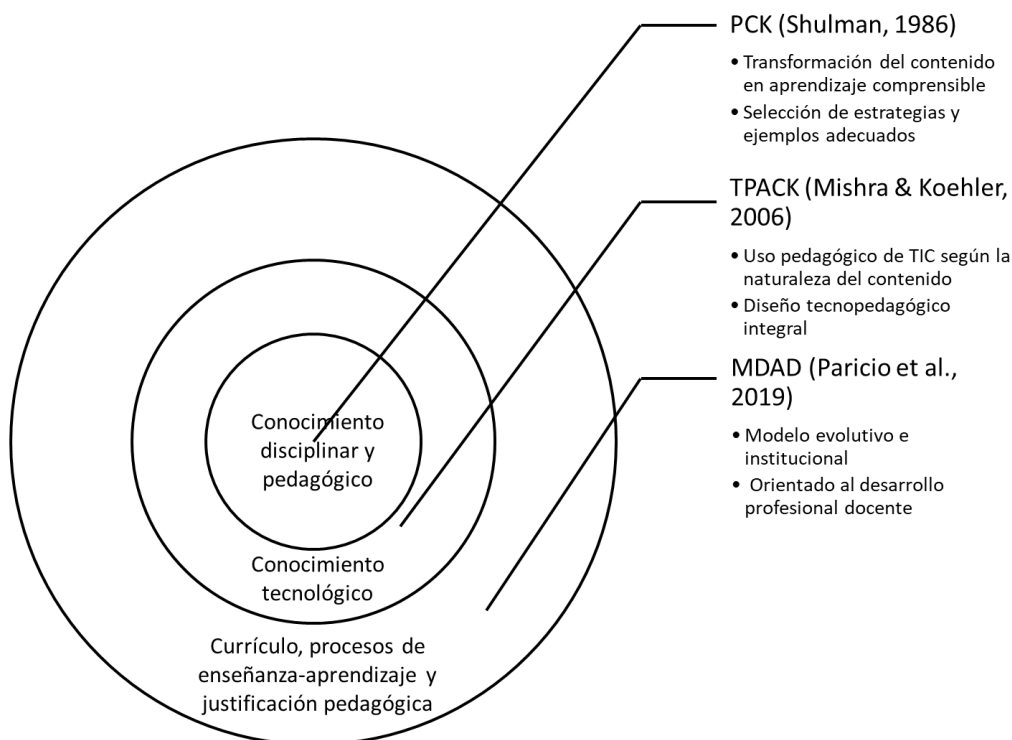 PCK (Shulman, 1986)
• Transformación del contenido
en aprendizaje comprensible
• Selección de estrategias y
ejemplos adecuados
TPACK (Mishra & Koehler,
2006)
• Uso pedagógico de TIC según la
naturaleza del contenido
• Diseño tecnopedagógico
integral
MDAD (Paricio et al.,
2019)
• Modelo evolutivo e
institucional
• Orientado al desarrollo
profesional docente
Conocimiento
disciplinar y
pedagógico
Conocimiento
tecnológico
Currículo, procesos de
enseñanza-aprendizaje y
justificación pedagógica